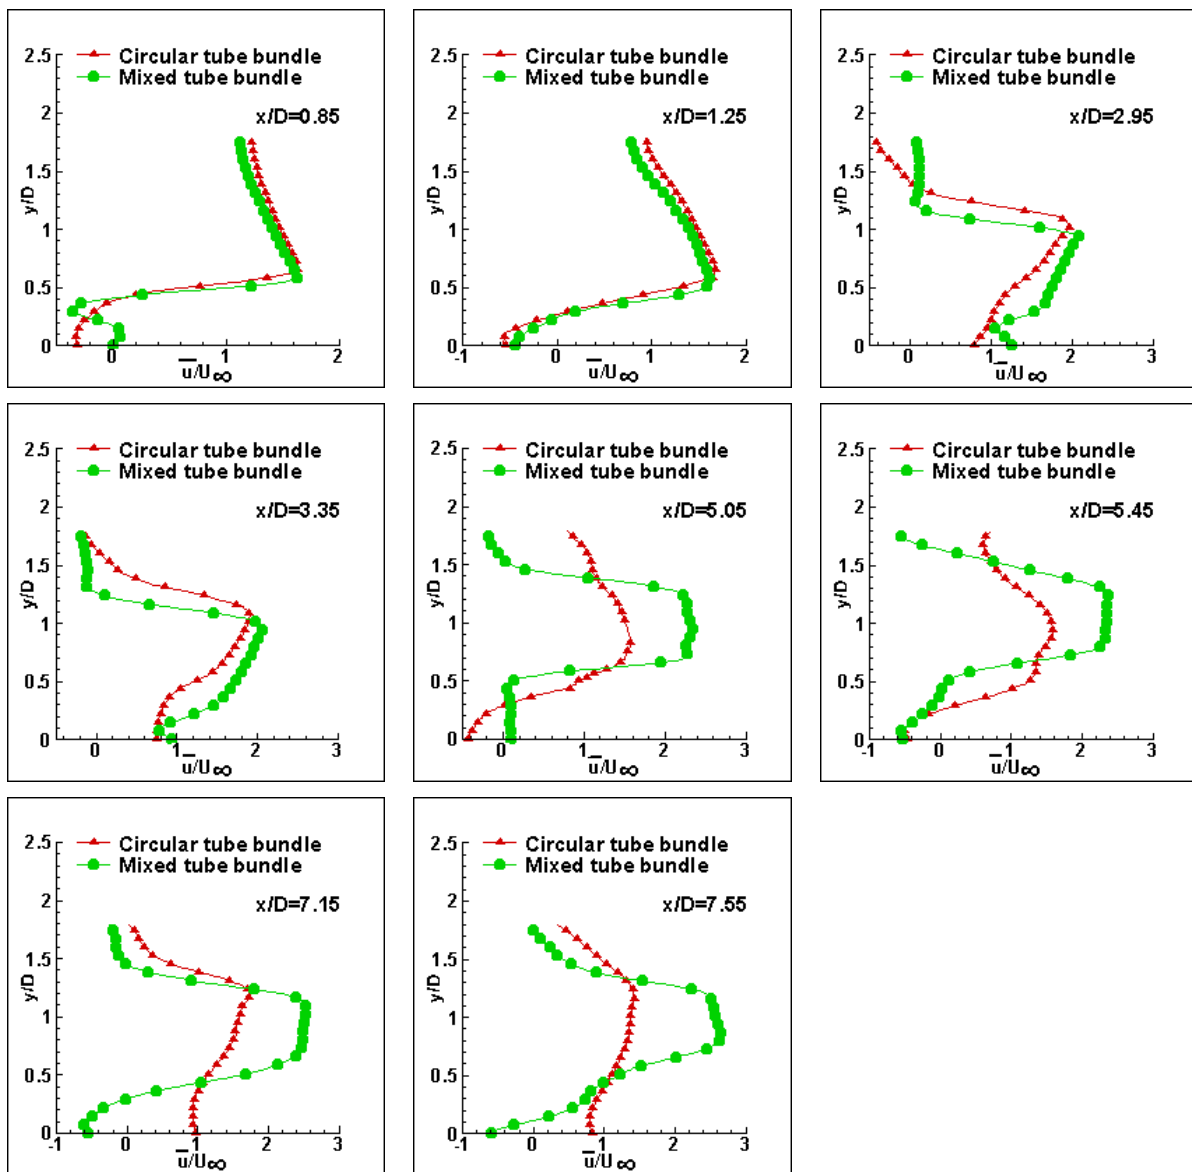 2.5
Circular tube bundle
Mixed tube bundle
2
x/D=0.85
1.5
y/D
1
0.5
0
0 1 2
u̅/U∞
2.5
Circular tube bundle
Mixed tube bundle
2
x/D=1.25
1.5
y/D
1
0.5
0
-1 0 1 2
u̅/U∞
2.5
Circular tube bundle
Mixed tube bundle
2
x/D=2.95
1.5
y/D
1
0.5
0
0 1 2 3
u̅/U∞
2.5
Circular tube bundle
Mixed tube bundle
2
x/D=3.35
1.5
y/D
1
0.5
0
0 1 2 3
u̅/U∞
2.5
Circular tube bundle
Mixed tube bundle
2
x/D=5.05
1.5
y/D
1
0.5
0
0 1 2 3
u̅/U∞
2.5
Circular tube bundle
Mixed tube bundle
2
x/D=5.45
1.5
y/D
1
0.5
0
-1 0 1 2 3
u̅/U∞
2.5
Circular tube bundle
Mixed tube bundle
2
x/D=7.15
1.5
y/D
1
0.5
0
-1 0 1 2 3
u̅/U∞
2.5
Circular tube bundle
Mixed tube bundle
2
x/D=7.55
1.5
y/D
1
0.5
0
-1 0 1 2 3
u̅/U∞